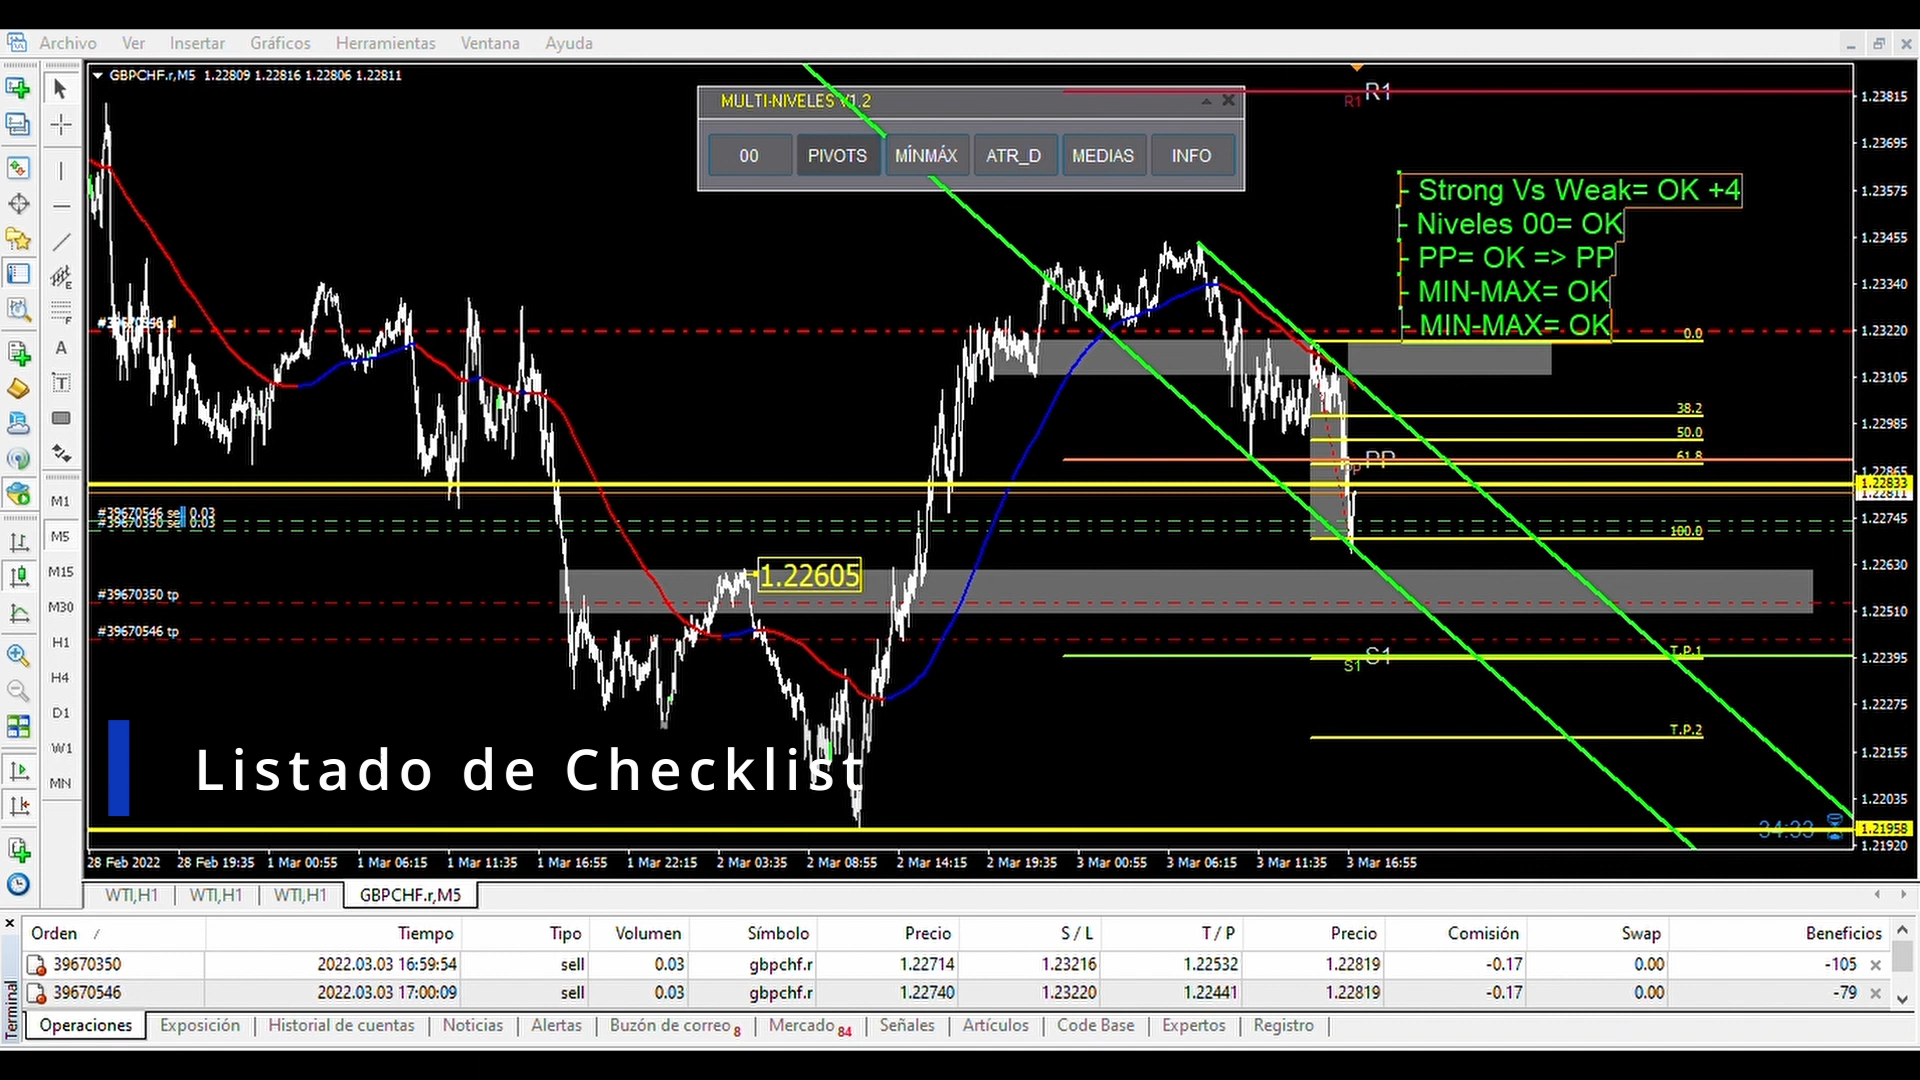 Archivo Ver Insertar Gráficos Herramientas Ventana Ayuda
GBPCHF.r,M5 1.22809 1.22816 1.22806 1.22811
MULTI-NIVELES V1.2
00 PIVOTS MÍNMÁX ATR_D MEDIAS INFO
R1 R1
- Strong Vs Weak= OK +4
- Niveles 00= OK
- PP= OK => PP
- MIN-MAX= OK
- MIN-MAX= OK
1.23815
1.23695
1.23575
1.23455
1.23340
1.23220
1.23105
1.22985
1.22865
1.22833
1.22811
1.22745
1.22630
1.22510
1.22395
1.22275
1.22155
1.22035
1.21958
1.21920
0.0
38.2
50.0
61.8
100.0
PP PP
S1 S1
T.P.1
T.P.2
#39670546 sl
#39670546 sell 0.03
#39670350 sell 0.03
#39670350 tp
#39670546 tp
1.22605
Listado de Checklist
34:33
28 Feb 2022 28 Feb 19:35 1 Mar 00:55 1 Mar 06:15 1 Mar 11:35 1 Mar 16:55 1 Mar 22:15 2 Mar 03:35 2 Mar 08:55 2 Mar 14:15 2 Mar 19:35 3 Mar 00:55 3 Mar 06:15 3 Mar 11:35 3 Mar 16:55
M1
M5
M15
M30
H1
H4
D1
W1
MN
WTI,H1 WTI,H1 WTI,H1 GBPCHF.r,M5
Orden / Tiempo Tipo Volumen Símbolo Precio S / L T / P Precio Comisión Swap Beneficios
39670350 2022.03.03 16:59:54 sell 0.03 gbpchf.r 1.22714 1.23216 1.22532 1.22819 -0.17 0.00 -105
39670546 2022.03.03 17:00:09 sell 0.03 gbpchf.r 1.22740 1.23220 1.22441 1.22819 -0.17 0.00 -79
Terminal
Operaciones Exposición Historial de cuentas Noticias Alertas Buzón de correo 8 Mercado 84 Señales Artículos Code Base Expertos Registro